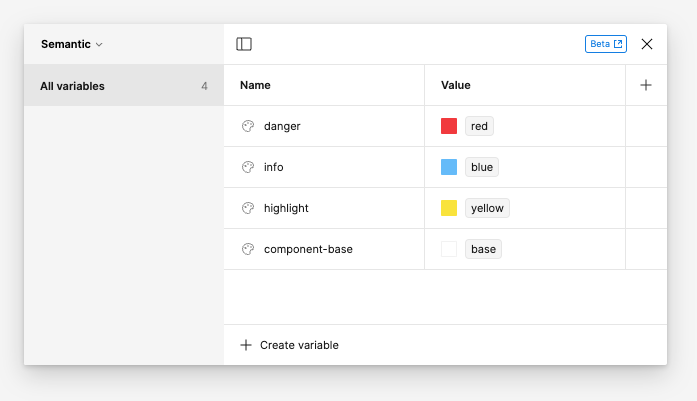 Semantic
Beta
All variables 4
Name Value
danger red
info blue
highlight yellow
component-base base
Create variable